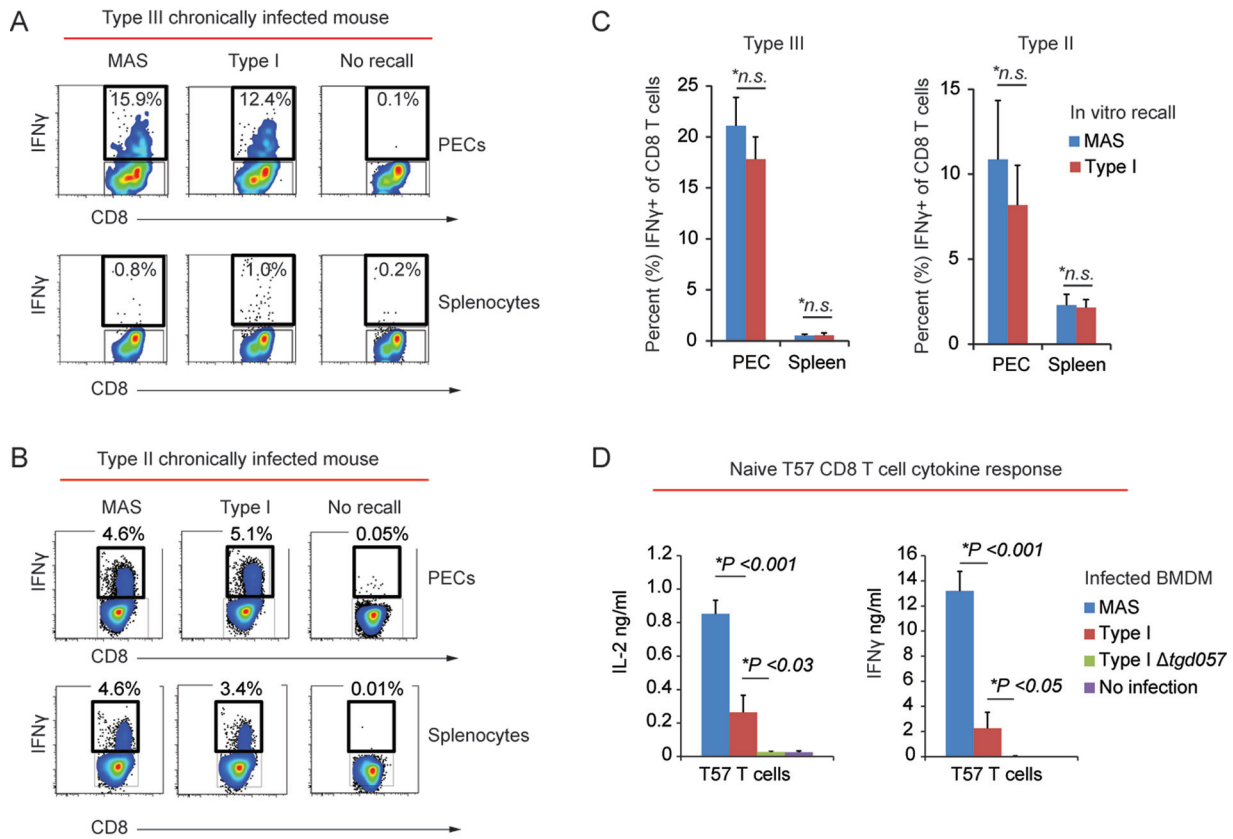 A
Type III chronically infected mouse
MAS Type I No recall
IFNγ
15.9% 12.4% 0.1%
PECs
CD8
IFNγ
0.8% 1.0% 0.2%
Splenocytes
CD8
B
Type II chronically infected mouse
MAS Type I No recall
4.6% 5.1% 0.05%
IFNγ
PECs
CD8
4.6% 3.4% 0.01%
IFNγ
Splenocytes
CD8
C
Type III
Percent (%) IFNγ+ of CD8 T cells
25
20
15
10
5
0
*n.s.
*n.s.
PEC Spleen
Type II
Percent (%) IFNγ+ of CD8 T cells
15
10
5
0
*n.s.
*n.s.
PEC Spleen
In vitro recall
MAS
Type I
D
Naive T57 CD8 T cell cytokine response
IL-2 ng/ml
1.2
1
0.8
0.6
0.4
0.2
0
*P <0.001
*P <0.03
T57 T cells
IFNγ ng/ml
16
14
12
10
8
6
4
2
0
*P <0.001
*P <0.05
T57 T cells
Infected BMDM
MAS
Type I
Type I Δtgd057
No infection